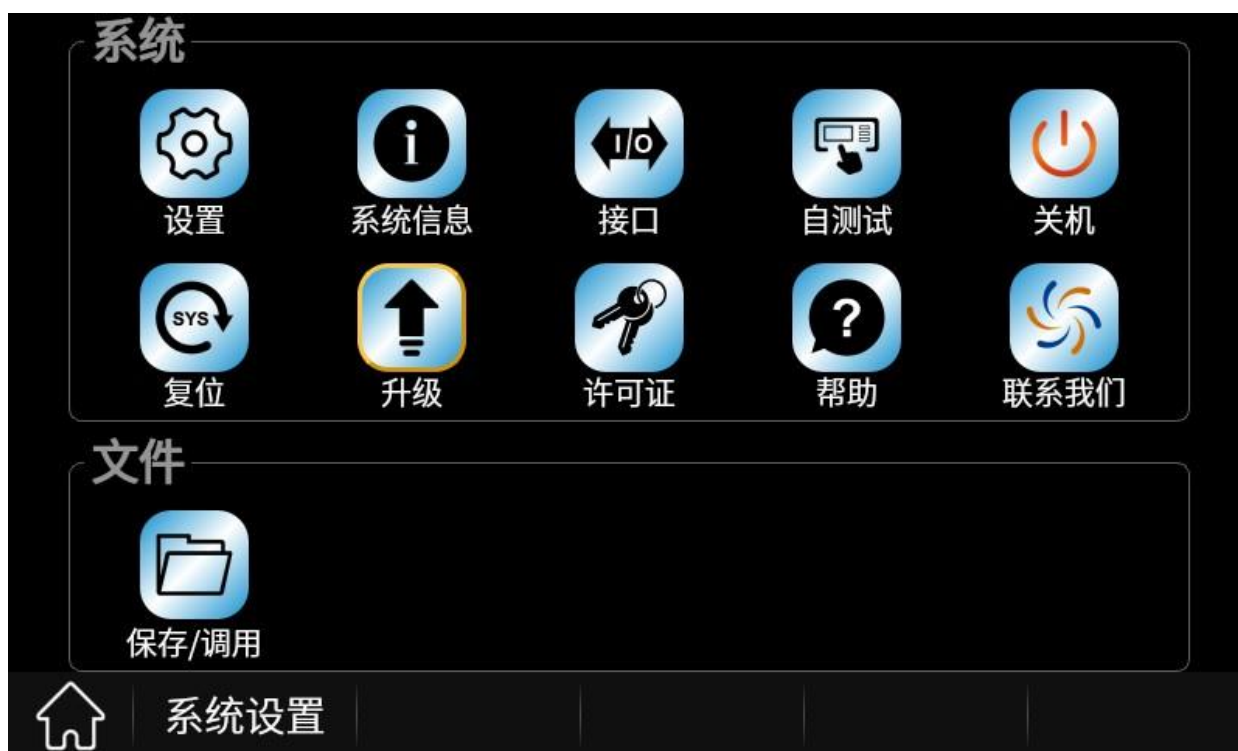 系统
i
I/O
设置
系统信息
接口
自测试
关机
SYS
?
复位
升级
许可证
帮助
联系我们
文件
保存/调用
系统设置